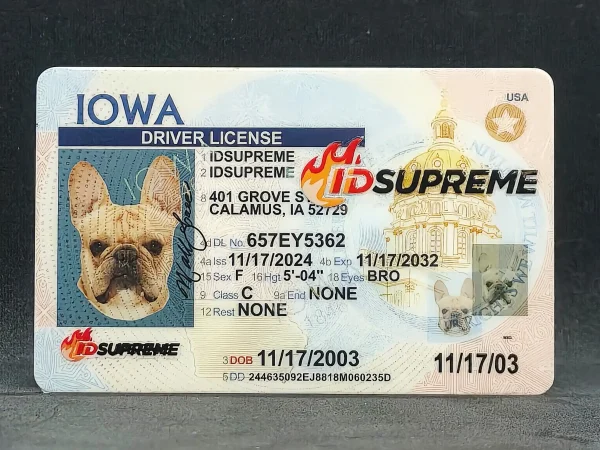 IOWA
USA
DRIVER LICENSE
1 IDSUPREME
2 IDSUPREME
IDSUPREME
8 401 GROVE S
CALAMUS, IA 52729
4d DL No. 657EY5362
4a Iss 11/17/2024 4b Exp 11/17/2032
15 Sex F 16 Hgt 5'-04" 18 Eyes BRO
9 Class C 9a End NONE
12 Rest NONE
IDSUPREME
3 DOB 11/17/2003
11/17/03
5 DD 244635092EJ8818M060235D